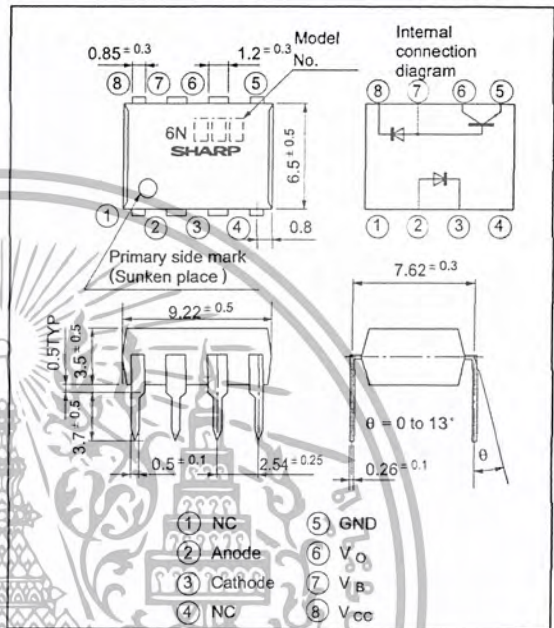 Model
No.
Internal
connection
diagram
0.85 ± 0.3
1.2 ± 0.3
⑧ ⑦ ⑥ ⑤
6N
SHARP
6.5 ± 0.5
① ② ③ ④
0.8
Primary side mark
(Sunken place)
⑧ ⑦ ⑥ ⑤
① ② ③ ④
9.22 ± 0.5
0.5TYP
3.5 ± 0.5
3.7 ± 0.5
0.5 ± 0.1
2.54 ± 0.25
7.62 ± 0.3
θ = 0 to 13°
0.26 ± 0.1
θ
① NC
② Anode
③ Cathode
④ NC
⑤ GND
⑥ VO
⑦ VB
⑧ VCC